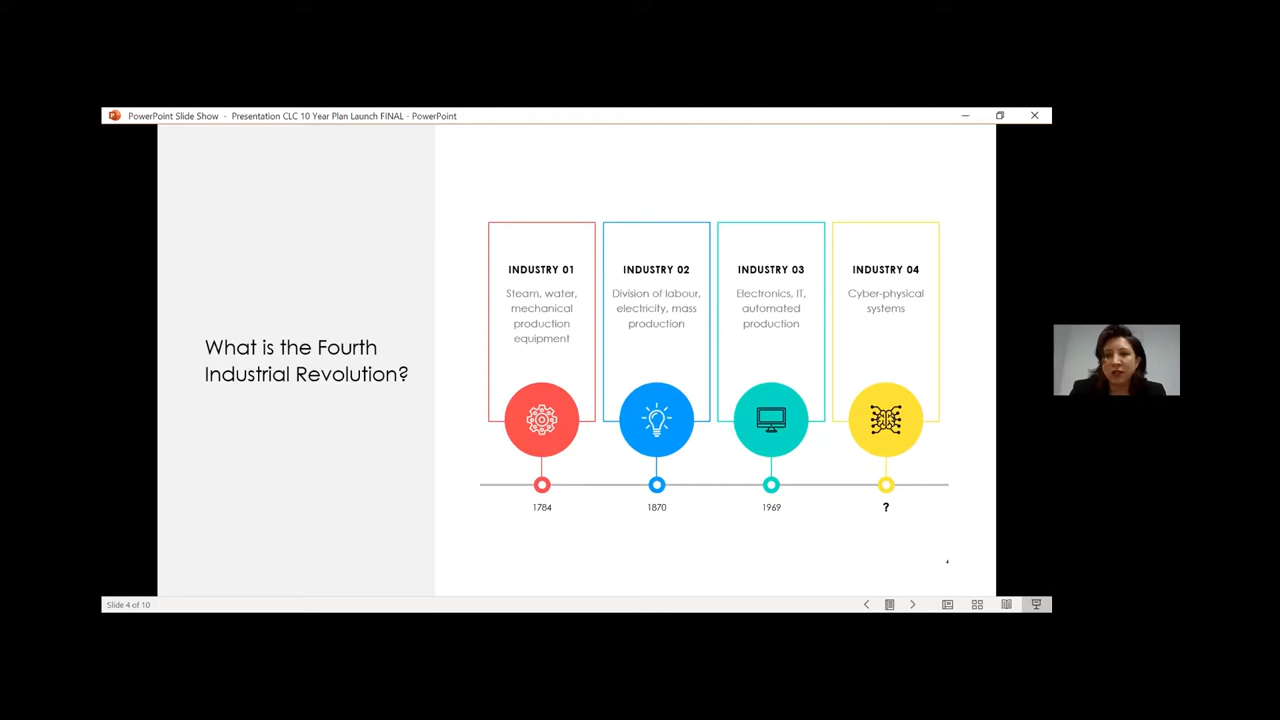 PowerPoint Slide Show - Presentation CLC 10 Year Plan Launch FINAL - PowerPoint
What is the Fourth
Industrial Revolution?
INDUSTRY 01
Steam, water,
mechanical
production
equipment
1784
INDUSTRY 02
Division of labour,
electricity, mass
production
1870
INDUSTRY 03
Electronics, IT,
automated
production
1969
INDUSTRY 04
Cyber-physical
systems
?
4
Slide 4 of 10